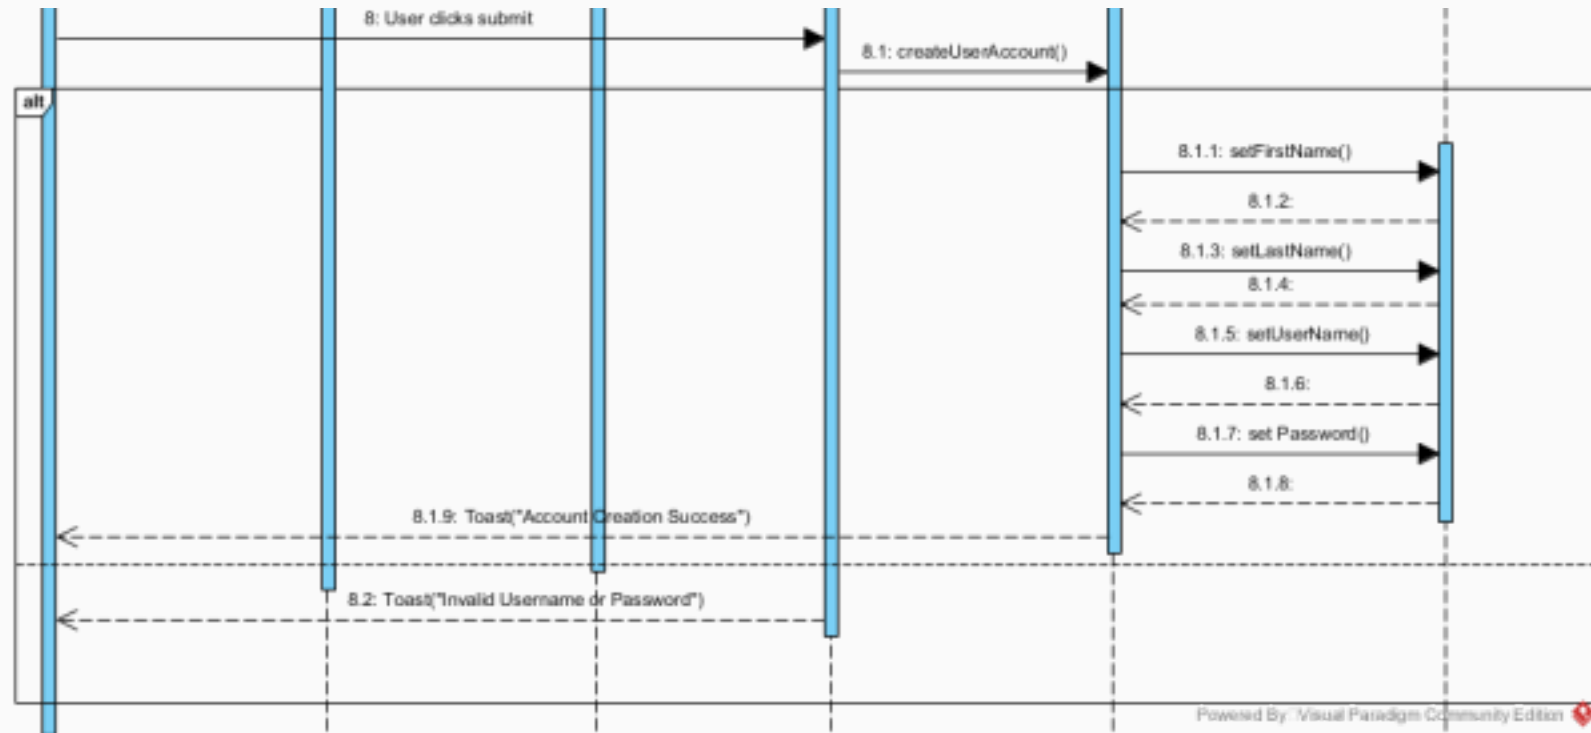 8: User clicks submit
8.1: createUserAccount()
alt
8.1.1: setFirstName()
8.1.2:
8.1.3: setLastName()
8.1.4:
8.1.5: setUserName()
8.1.6:
8.1.7: set Password()
8.1.8:
8.1.9: Toast("Account Creation Success")
8.2: Toast("Invalid Username or Password")
Powered By Visual Paradigm Community Edition